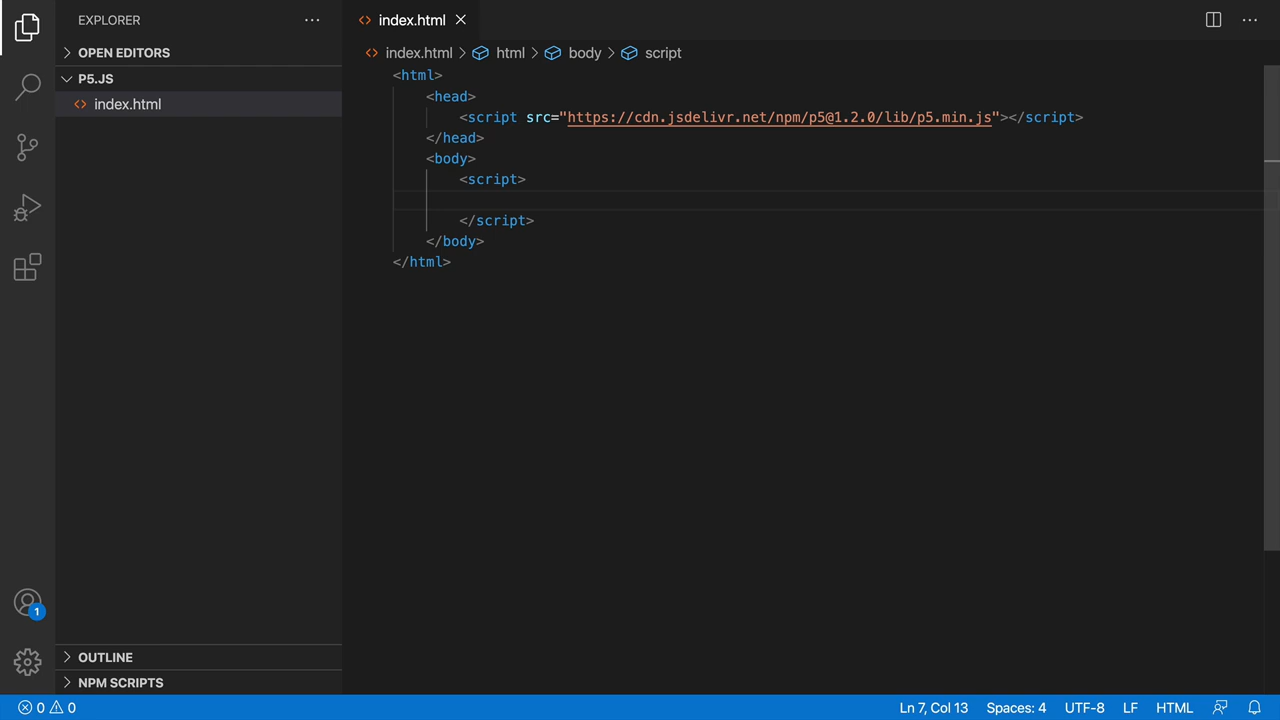 EXPLORER
OPEN EDITORS
P5.JS
index.html
OUTLINE
NPM SCRIPTS
1
index.html
index.html html body script
<html>
<head>
<script src="https://cdn.jsdelivr.net/npm/p5@1.2.0/lib/p5.min.js"></script>
</head>
<body>
<script>
</script>
</body>
</html>
0 0
Ln 7, Col 13 Spaces: 4 UTF-8 LF HTML